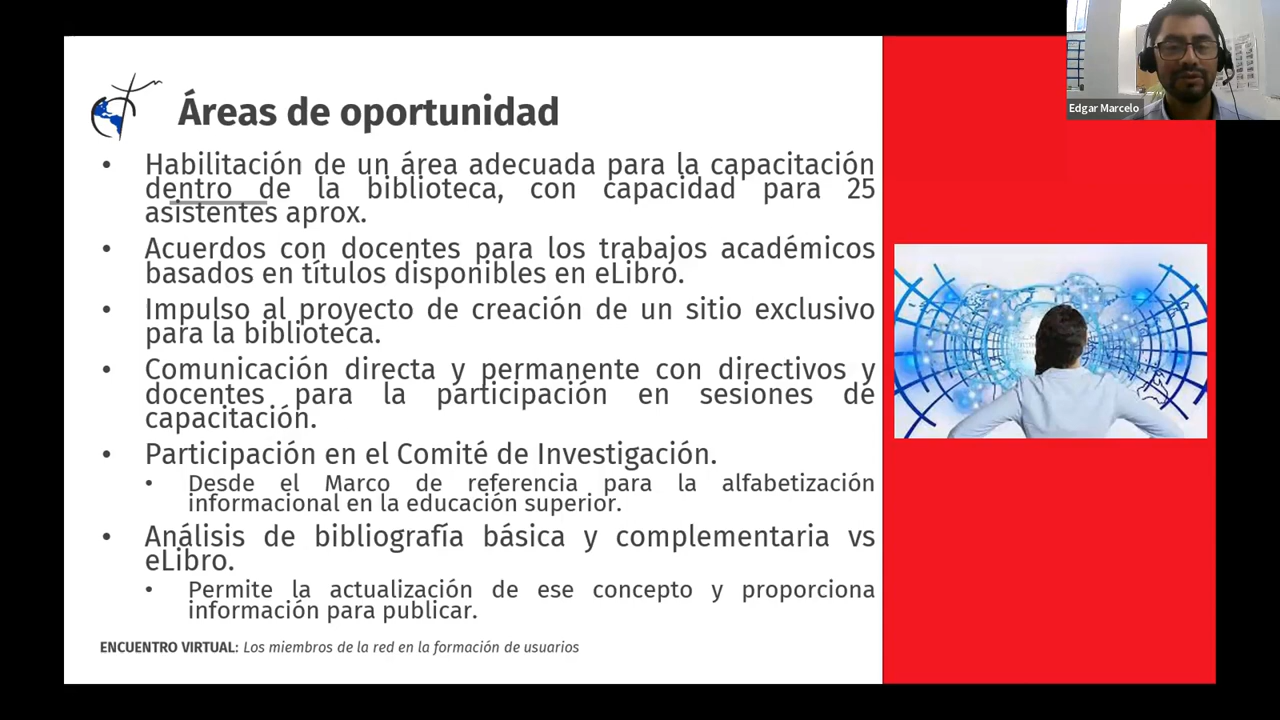 Edgar Marcelo
Áreas de oportunidad
• Habilitación de un área adecuada para la capacitación
dentro de la biblioteca, con capacidad para 25
asistentes aprox.
• Acuerdos con docentes para los trabajos académicos
basados en títulos disponibles en eLibro.
• Impulso al proyecto de creación de un sitio exclusivo
para la biblioteca.
• Comunicación directa y permanente con directivos y
docentes para la participación en sesiones de
capacitación.
• Participación en el Comité de Investigación.
• Desde el Marco de referencia para la alfabetización
informacional en la educación superior.
• Análisis de bibliografía básica y complementaria vs
eLibro.
• Permite la actualización de ese concepto y proporciona
información para publicar.
ENCUENTRO VIRTUAL: Los miembros de la red en la formación de usuarios